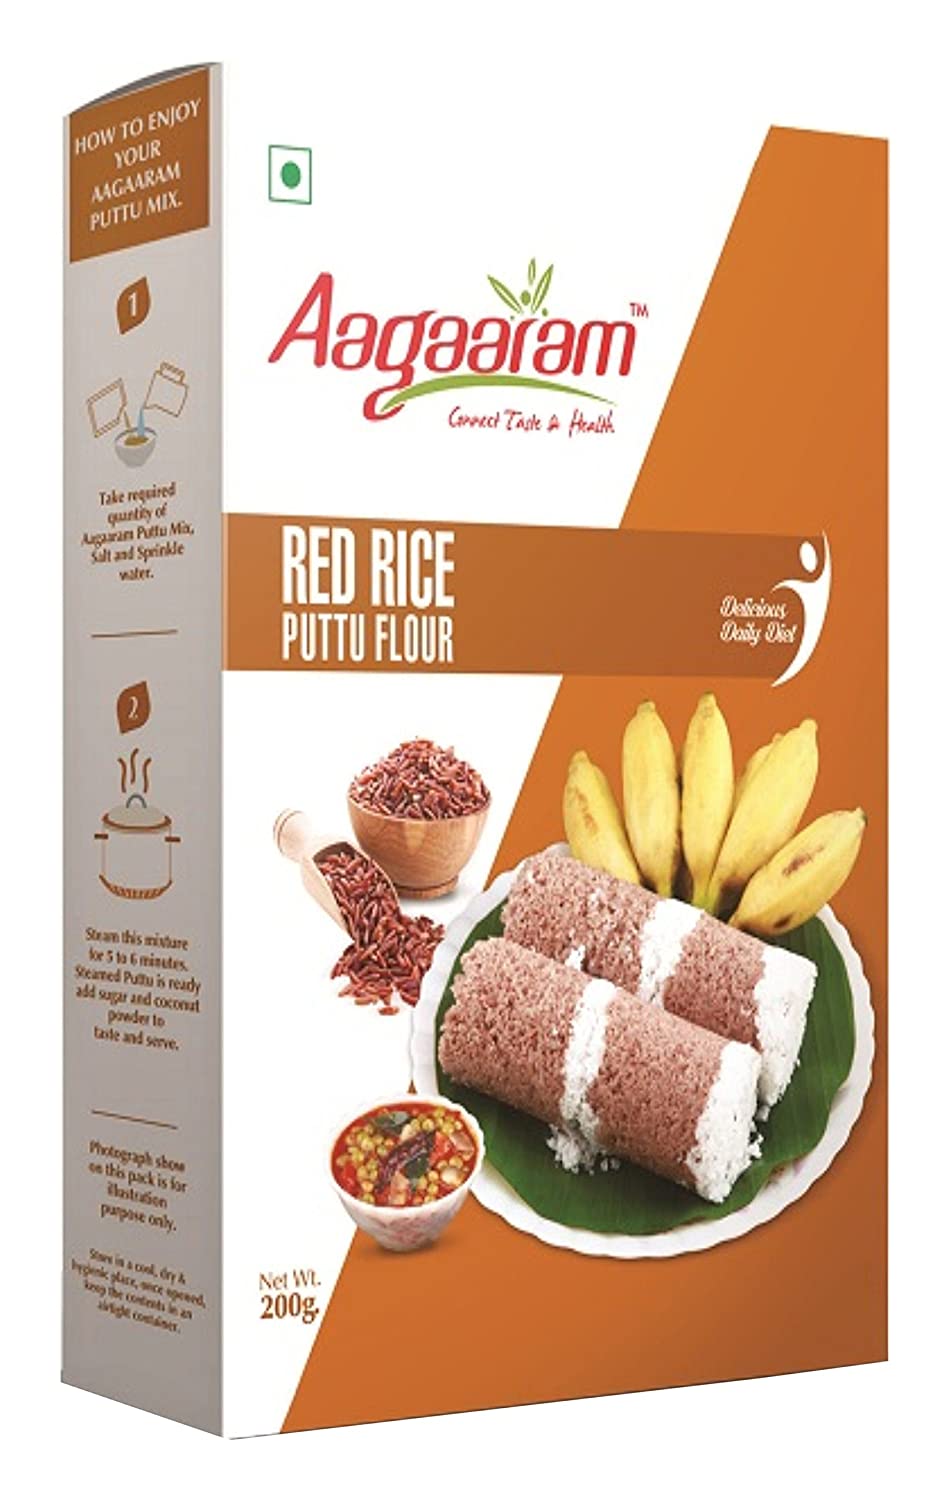 HOW TO ENJOY
YOUR
AAGAARAM
PUTTU MIX.
1
Take required
quantity of
Aagaaram Puttu Mix,
Salt and Sprinkle
water.
2
Steam this mixture
for 5 to 6 minutes.
Steamed Puttu is ready
add sugar and coconut
powder to
taste and serve.
Photograph show
on this pack is for
illustration
purpose only.
Store in a cool, dry &
hygienic place, once opened,
keep the contents in an
airtight container.
Aagaaram™
Connect Taste & Health
RED RICE
PUTTU FLOUR
Delicious
Daily Diet
Net Wt.
200g.